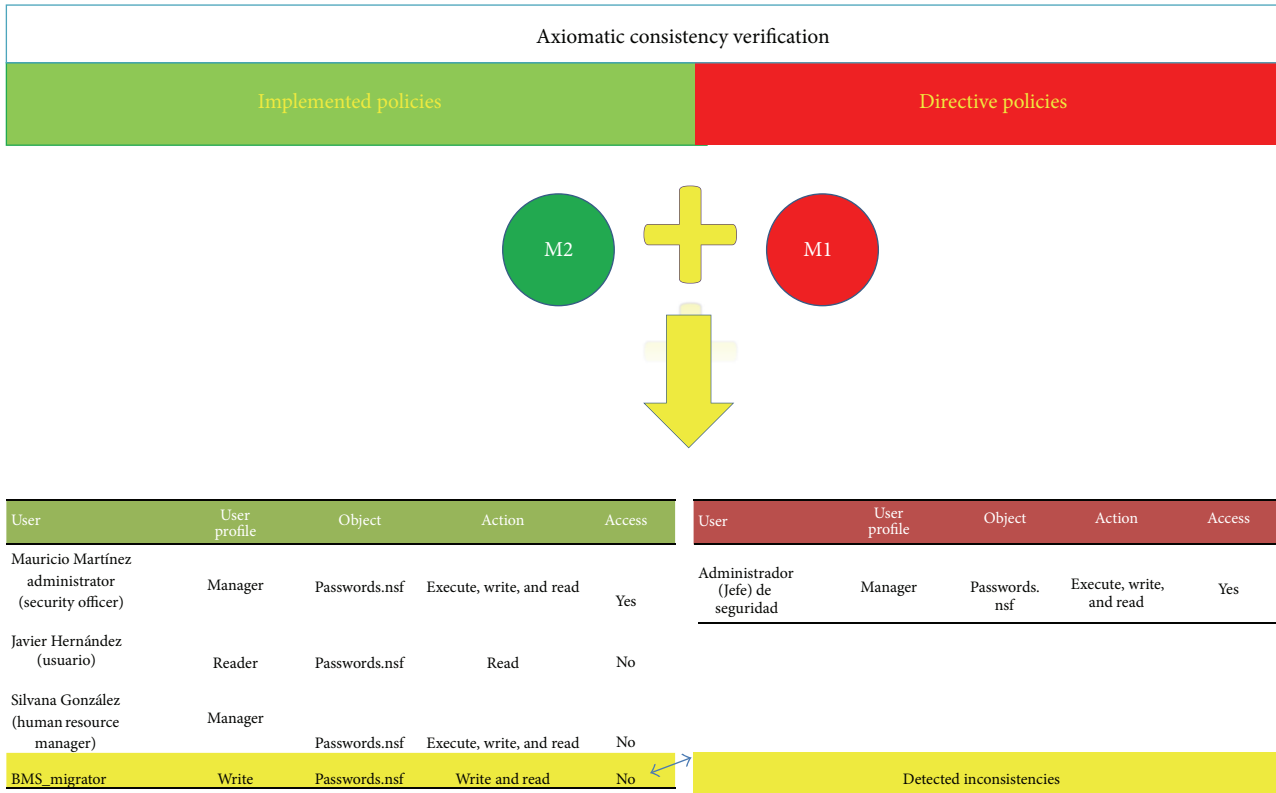 Axiomatic consistency verification
Implemented policies
Directive policies
M2
M1
User
User
profile
Object
Action
Access
Mauricio Martínez
administrator
(security officer)
Manager
Passwords.nsf
Execute, write, and read
Yes
Javier Hernández
(usuario)
Reader
Passwords.nsf
Read
No
Silvana González
(human resource
manager)
Manager
Passwords.nsf
Execute, write, and read
No
BMS_migrator
Write
Passwords.nsf
Write and read
No
User
User
profile
Object
Action
Access
Administrador
(Jefe) de
seguridad
Manager
Passwords.
nsf
Execute, write,
and read
Yes
Detected inconsistencies